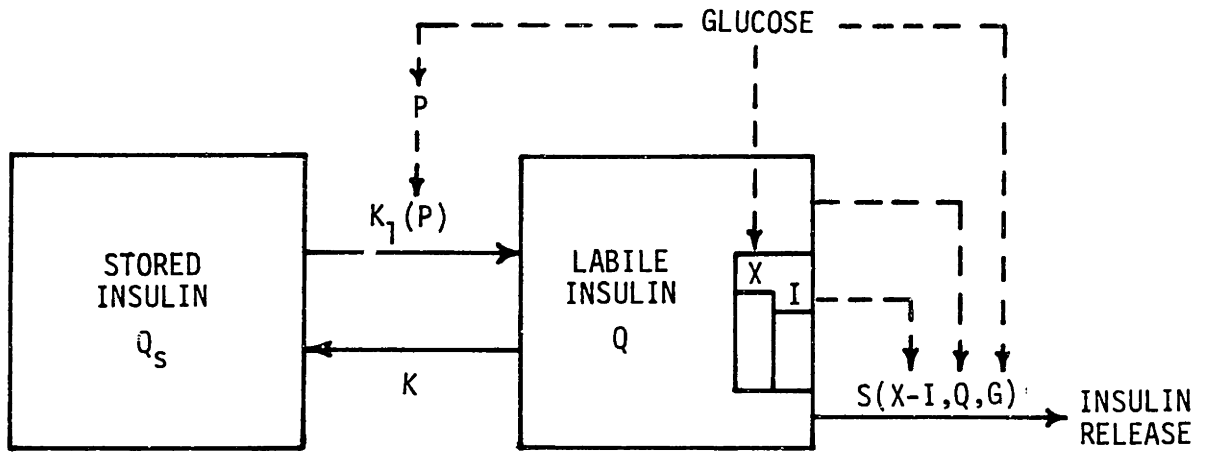 GLUCOSE
P
K1(P)
STORED
INSULIN
Qs
LABILE
INSULIN
Q
X
I
K
S(X-I,Q,G)
INSULIN
RELEASE